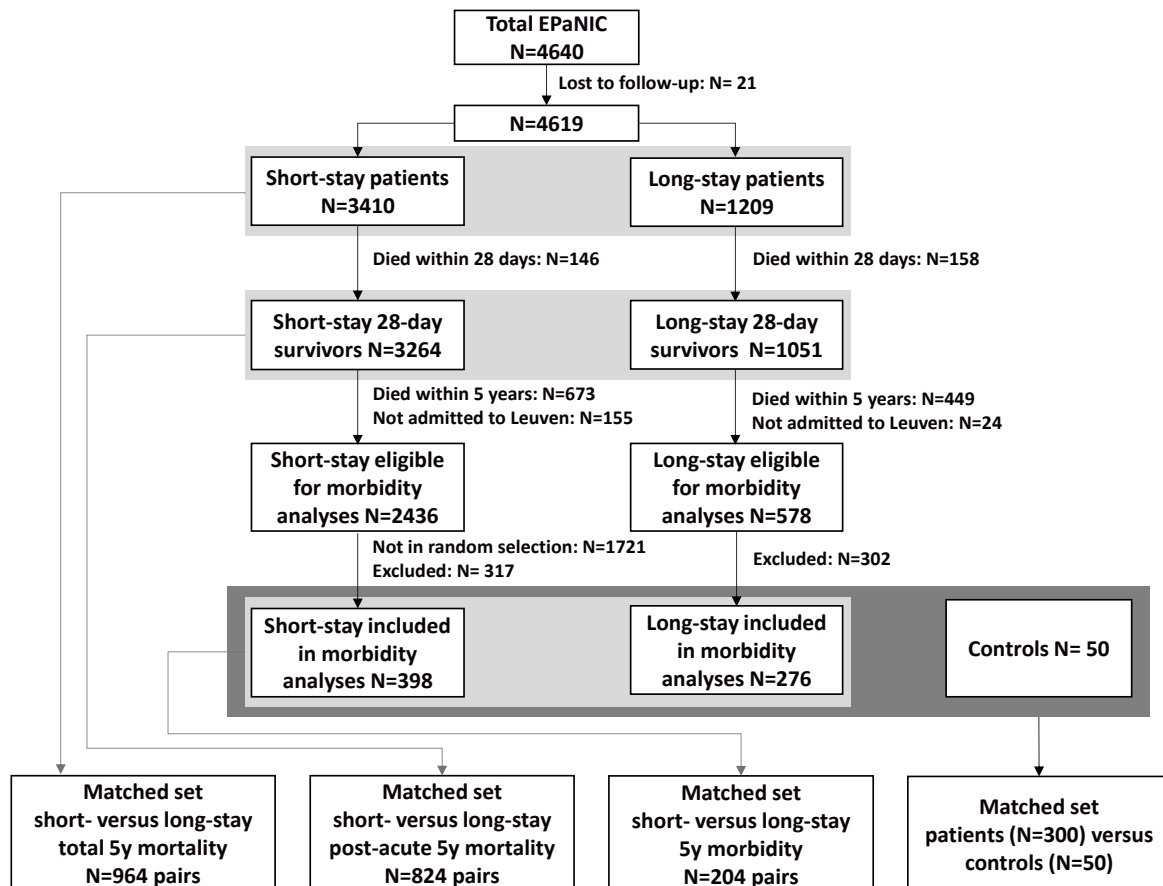 Total EPaNIC
N=4640
Lost to follow-up: N= 21
N=4619
Short-stay patients
N=3410
Long-stay patients
N=1209
Died within 28 days: N=146
Died within 28 days: N=158
Short-stay 28-day
survivors N=3264
Long-stay 28-day
survivors N=1051
Died within 5 years: N=673
Not admitted to Leuven: N=155
Died within 5 years: N=449
Not admitted to Leuven: N=24
Short-stay eligible
for morbidity
analyses N=2436
Long-stay eligible
for morbidity
analyses N=578
Not in random selection: N=1721
Excluded: N= 317
Excluded: N=302
Short-stay included
in morbidity
analyses N=398
Long-stay included
in morbidity
analyses N=276
Controls N= 50
Matched set
short- versus long-stay
total 5y mortality
N=964 pairs
Matched set
short- versus long-stay
post-acute 5y mortality
N=824 pairs
Matched set
short- versus long-stay
5y morbidity
N=204 pairs
Matched set
patients (N=300) versus
controls (N=50)